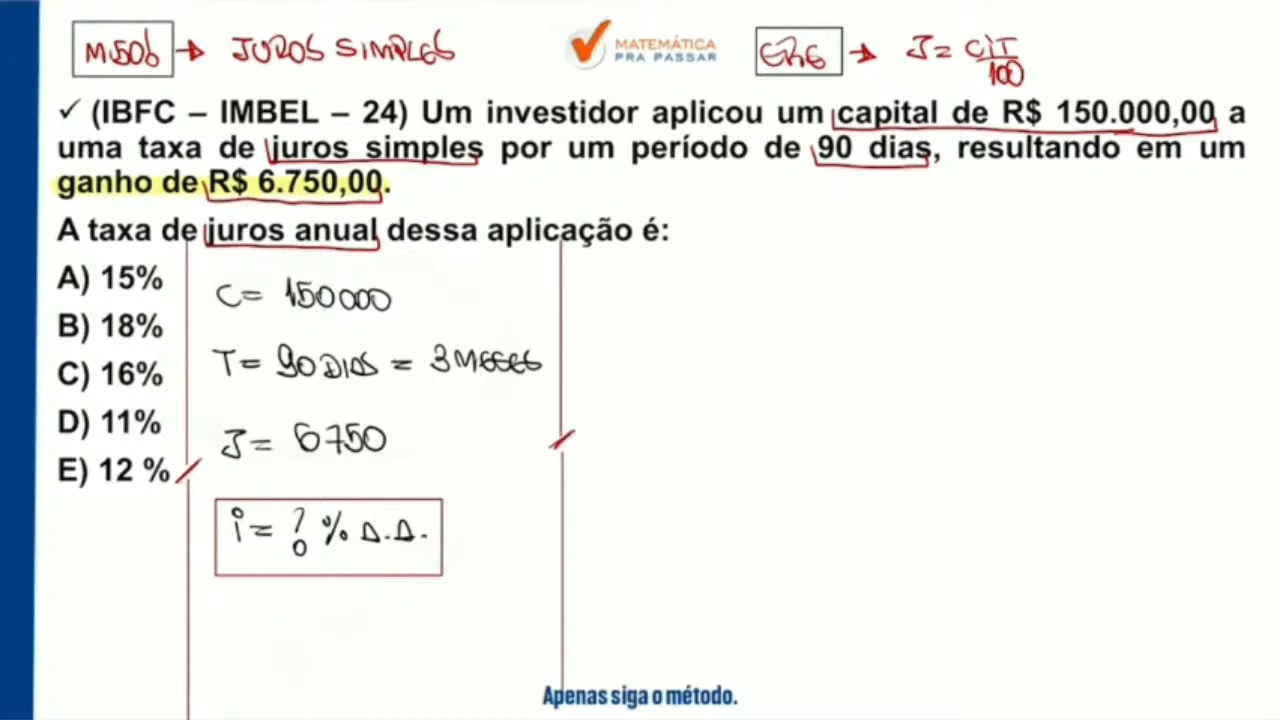 M.50b → JUROS SIMPLES
MATEMÁTICA
PRA PASSAR
→ J = CiT/100
✓ (IBFC – IMBEL – 24) Um investidor aplicou um capital de R$ 150.000,00 a
uma taxa de juros simples por um período de 90 dias, resultando em um
ganho de R$ 6.750,00.
A taxa de juros anual dessa aplicação é:
A) 15%
B) 18%
C) 16%
D) 11%
E) 12 %
C = 150000
T = 90 DIAS = 3 MESES
J = 6750
i = ? % A.A.
Apenas siga o método.